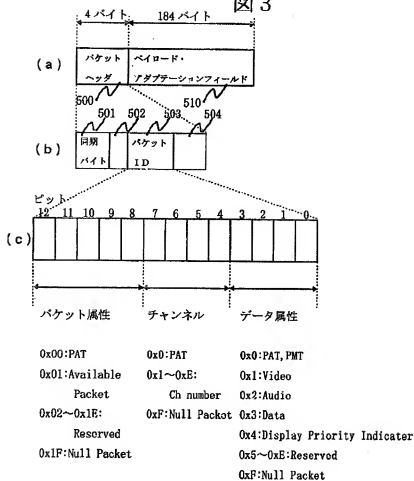 図3
4バイト 184バイト
(a)
パケット ヘッダ
ペイロード・ アダプテーションフィールド
500 510
501 502 503 504
(b)
同期 バイト
パケット ID
ビット
12 11 10 9 8 7 6 5 4 3 2 1 0
(c)
パケット属性 チャンネル データ属性
0x00:PAT 0x0:PAT 0x0:PAT,PMT
0x01:Available 0x1～0xE: 0x1:Video
Packet Ch number 0x2:Audio
0x02～0x1E: 0xF:Null Packet 0x3:Data
Reserved 0x4:Display Priority Indicater
0x1F:Null Packet 0x5～0xE:Reserved
0xF:Null Packet